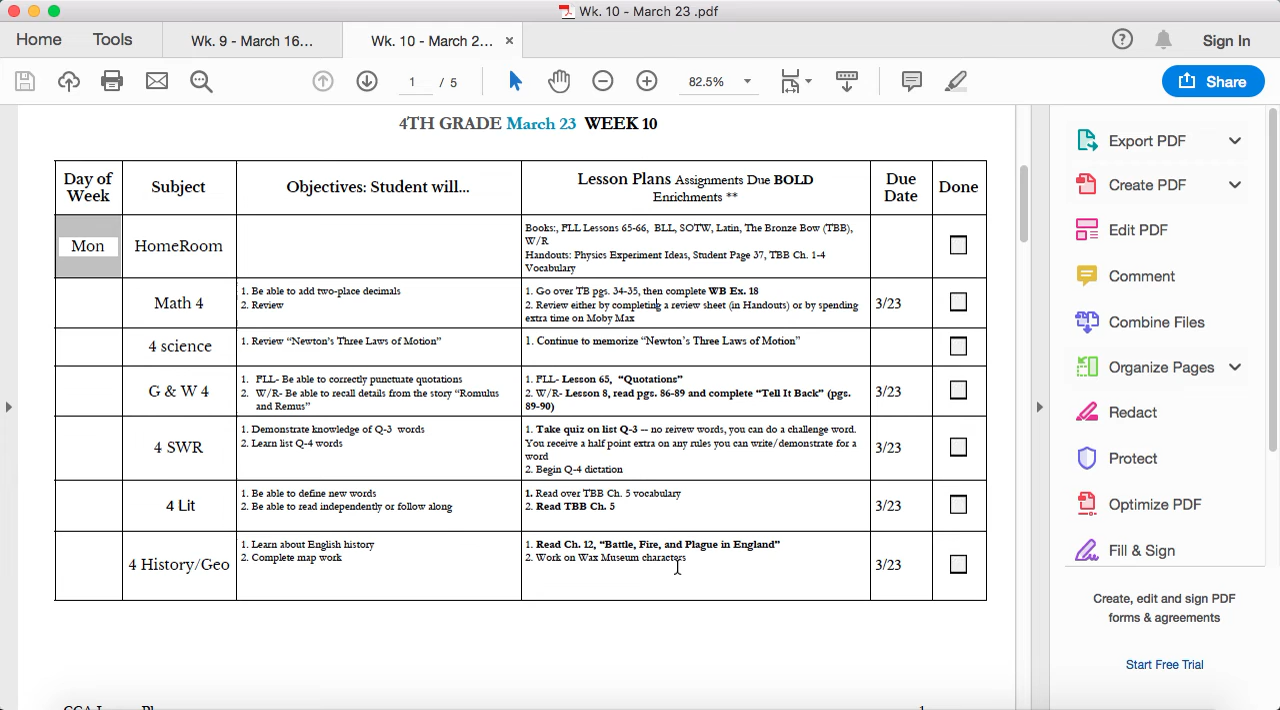 Wk. 10 - March 23 .pdf
Home Tools Wk. 9 - March 16... Wk. 10 - March 2... × Sign In
1 / 5 82.5% Share
4TH GRADE March 23 WEEK 10
Day of Week Subject Objectives: Student will... Lesson Plans Assignments Due BOLD Enrichments ** Due Date Done
Mon HomeRoom
Books:, FLL Lessons 65-66, BLL, SOTW, Latin, The Bronze Bow (TBB),
W/R
Handouts: Physics Experiment Ideas, Student Page 37, TBB Ch. 1-4
Vocabulary
Math 4
1. Be able to add two-place decimals
2. Review
1. Go over TB pgs. 34-35, then complete WB Ex. 18
2. Review either by completing a review sheet (in Handouts) or by spending
extra time on Moby Max
3/23
4 science
1. Review “Newton’s Three Laws of Motion”
1. Continue to memorize “Newton’s Three Laws of Motion”
G & W 4
1. FLL- Be able to correctly punctuate quotations
2. W/R- Be able to recall details from the story “Romulus
and Remus”
1. FLL- Lesson 65, “Quotations”
2. W/R- Lesson 8, read pgs. 86-89 and complete “Tell It Back” (pgs.
89-90)
3/23
4 SWR
1. Demonstrate knowledge of Q-3 words
2. Learn list Q-4 words
1. Take quiz on list Q-3 -- no reivew words, you can do a challenge word.
You receive a half point extra on any rules you can write/demonstrate for a
word
2. Begin Q-4 dictation
3/23
4 Lit
1. Be able to define new words
2. Be able to read independently or follow along
1. Read over TBB Ch. 5 vocabulary
2. Read TBB Ch. 5
3/23
4 History/Geo
1. Learn about English history
2. Complete map work
1. Read Ch. 12, “Battle, Fire, and Plague in England”
2. Work on Wax Museum characters
3/23
Export PDF
Create PDF
Edit PDF
Comment
Combine Files
Organize Pages
Redact
Protect
Optimize PDF
Fill & Sign
Create, edit and sign PDF
forms & agreements
Start Free Trial